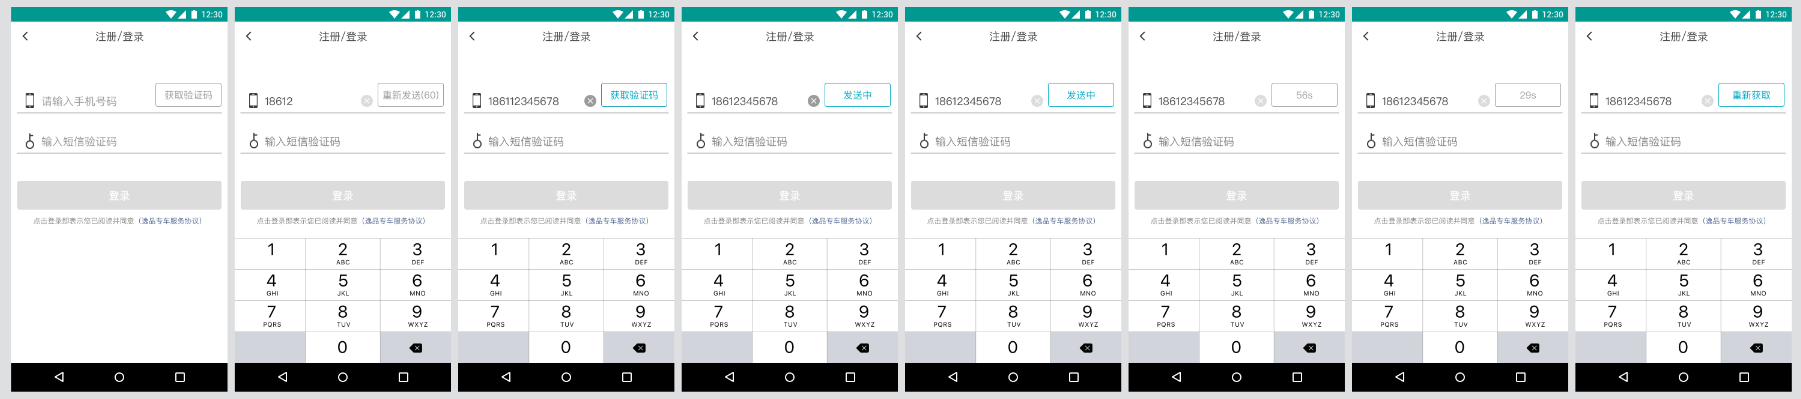 12:30
注册/登录
请输入手机号码
获取验证码
输入短信验证码
登录
点击登录即表示您已阅读并同意《逸品专车服务协议》
12:30
注册/登录
18612
重新发送(60)
输入短信验证码
登录
点击登录即表示您已阅读并同意《逸品专车服务协议》
1 2 3
ABC DEF
4 5 6
GHI JKL MNO
7 8 9
PQRS TUV WXYZ
0
12:30
注册/登录
186112345678
获取验证码
输入短信验证码
登录
点击登录即表示您已阅读并同意《逸品专车服务协议》
1 2 3
ABC DEF
4 5 6
GHI JKL MNO
7 8 9
PQRS TUV WXYZ
0
12:30
注册/登录
18612345678
发送中
输入短信验证码
登录
点击登录即表示您已阅读并同意《逸品专车服务协议》
1 2 3
ABC DEF
4 5 6
GHI JKL MNO
7 8 9
PQRS TUV WXYZ
0
12:30
注册/登录
18612345678
发送中
输入短信验证码
登录
点击登录即表示您已阅读并同意《逸品专车服务协议》
1 2 3
ABC DEF
4 5 6
GHI JKL MNO
7 8 9
PQRS TUV WXYZ
0
12:30
注册/登录
18612345678
56s
输入短信验证码
登录
点击登录即表示您已阅读并同意《逸品专车服务协议》
1 2 3
ABC DEF
4 5 6
GHI JKL MNO
7 8 9
PQRS TUV WXYZ
0
12:30
注册/登录
18612345678
29s
输入短信验证码
登录
点击登录即表示您已阅读并同意《逸品专车服务协议》
1 2 3
ABC DEF
4 5 6
GHI JKL MNO
7 8 9
PQRS TUV WXYZ
0
12:30
注册/登录
18612345678
重新获取
输入短信验证码
登录
点击登录即表示您已阅读并同意《逸品专车服务协议》
1 2 3
ABC DEF
4 5 6
GHI JKL MNO
7 8 9
PQRS TUV WXYZ
0